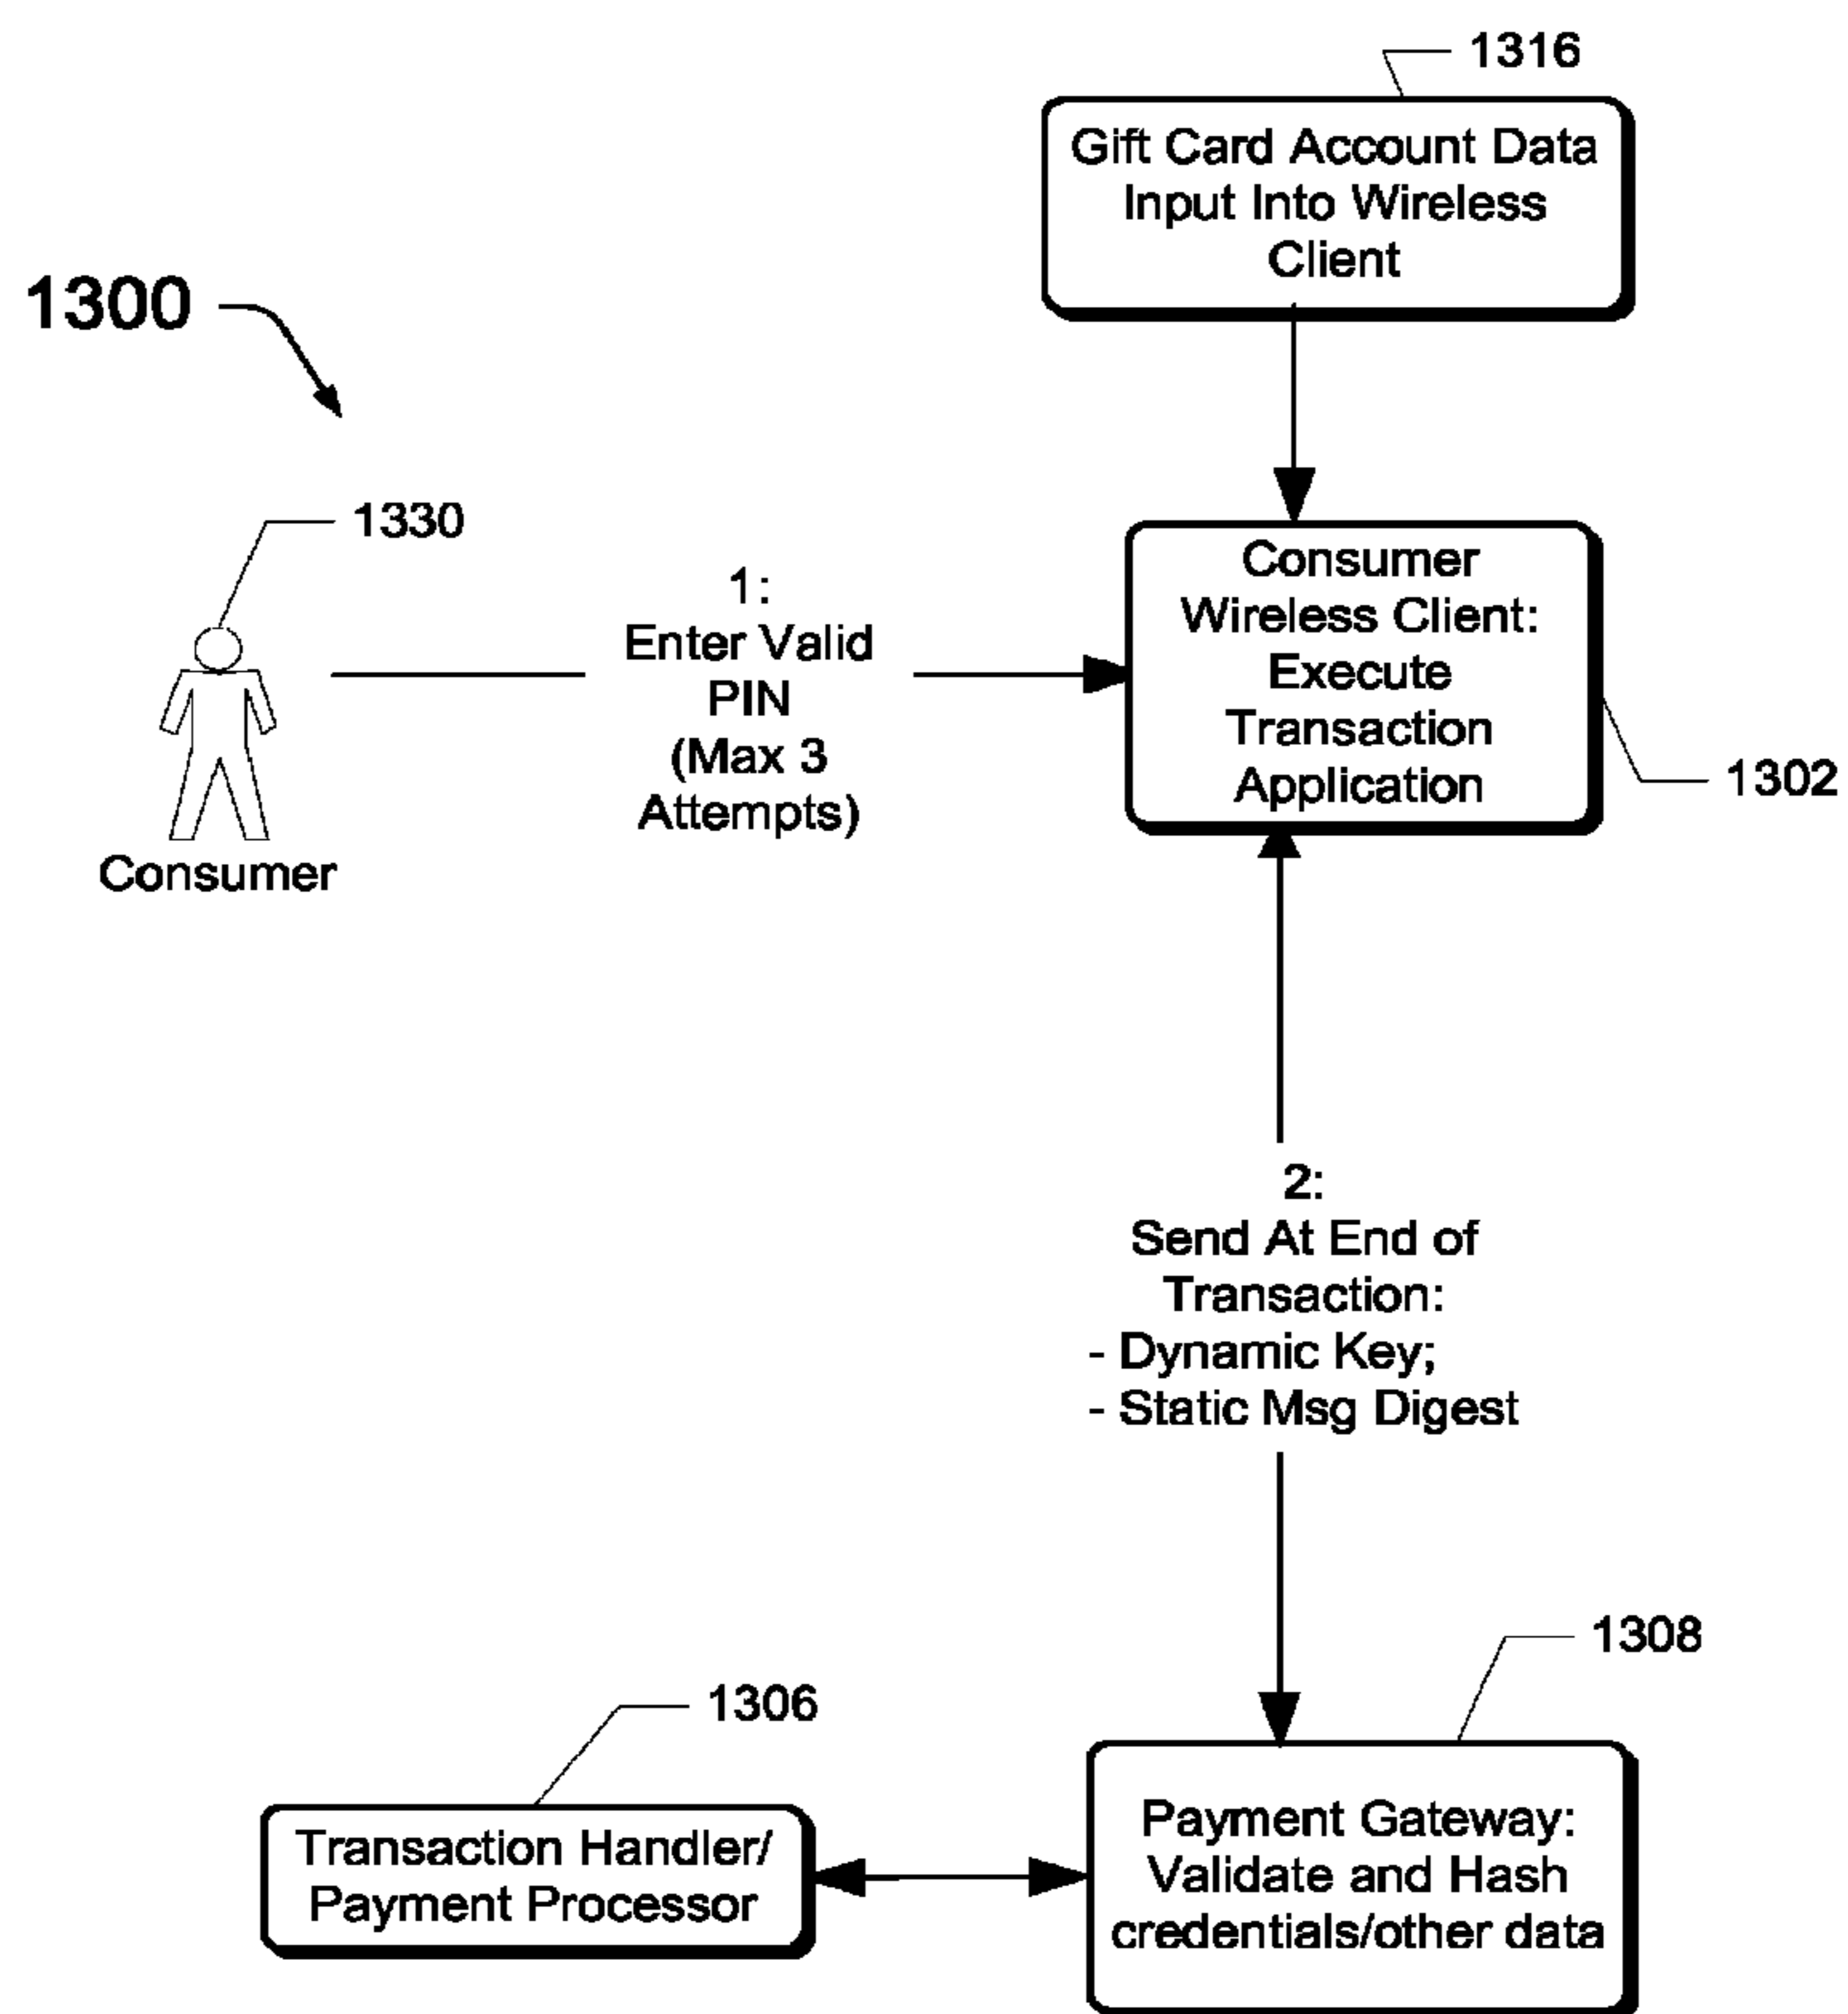 1316
Gift Card Account Data
Input Into Wireless
Client
1300
1330
1:
Enter Valid
PIN
(Max 3
Attempts)
Consumer
Consumer
Wireless Client:
Execute
Transaction
Application
1302
2:
Send At End of
Transaction:
- Dynamic Key;
- Static Msg Digest
1308
1306
Transaction Handler/
Payment Processor
Payment Gateway:
Validate and Hash
credentials/other data